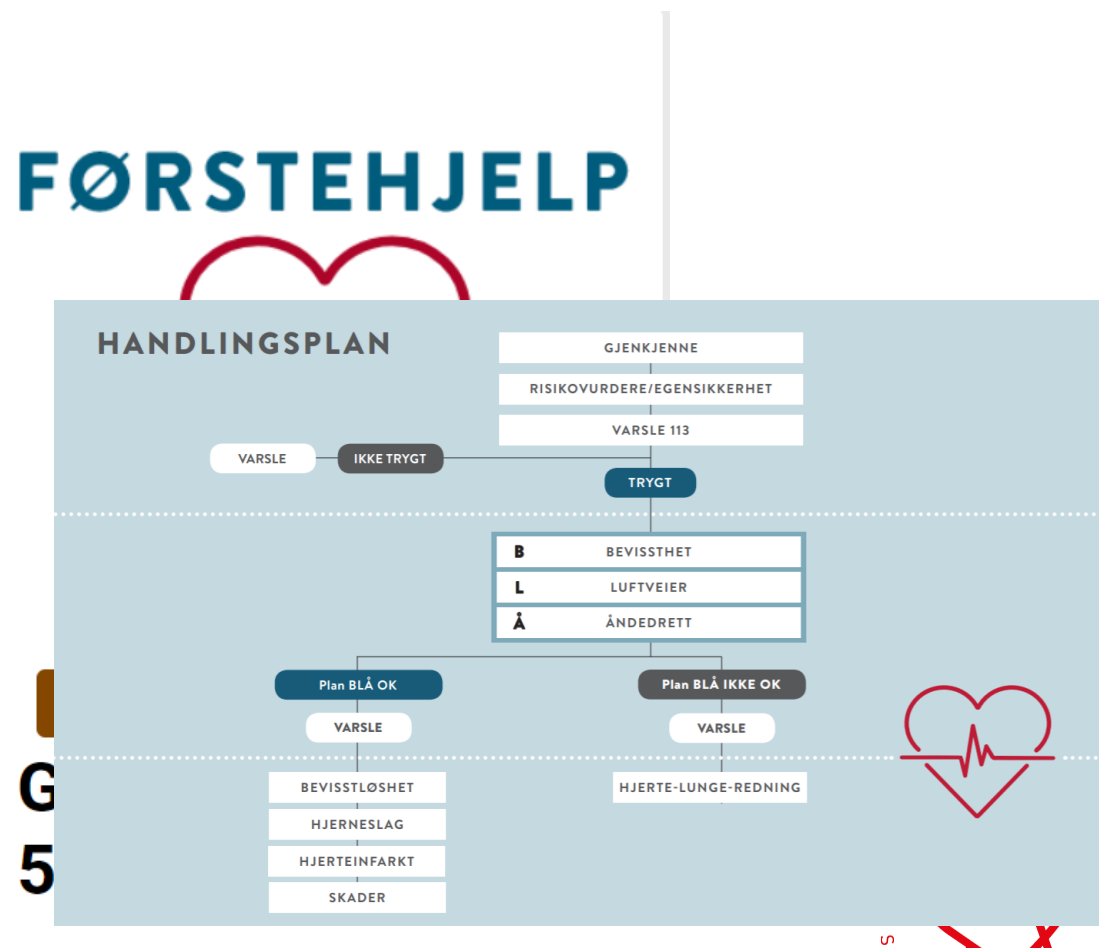 FØRSTEHJELP
HANDLINGSPLAN
GJENKJENNE
RISIKOVURDERE/EGENSIKKERHET
VARSLE 113
VARSLE
IKKE TRYGT
TRYGT
B BEVISSTHET
L LUFTVEIER
Å ÅNDEDRETT
Plan BLÅ OK
Plan BLÅ IKKE OK
VARSLE
VARSLE
BEVISSTLØSHET
HJERTE-LUNGE-REDNING
HJERNESLAG
HJERTEINFARKT
SKADER
G
5
S